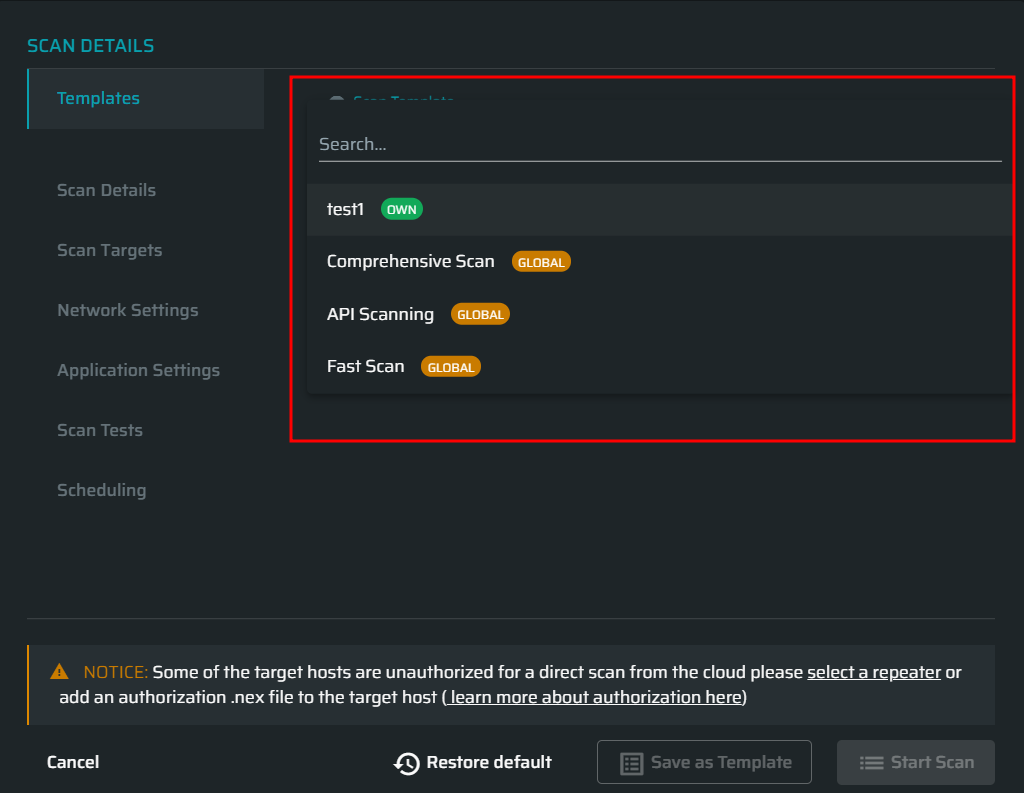 SCAN DETAILS
Templates
Scan Template
Search...
test1 OWN
Scan Details
Scan Targets
Comprehensive Scan GLOBAL
Network Settings
API Scanning GLOBAL
Application Settings
Fast Scan GLOBAL
Scan Tests
Scheduling
NOTICE: Some of the target hosts are unauthorized for a direct scan from the cloud please select a repeater or
add an authorization .nex file to the target host ( learn more about authorization here)
Cancel
Restore default
Save as Template
Start Scan